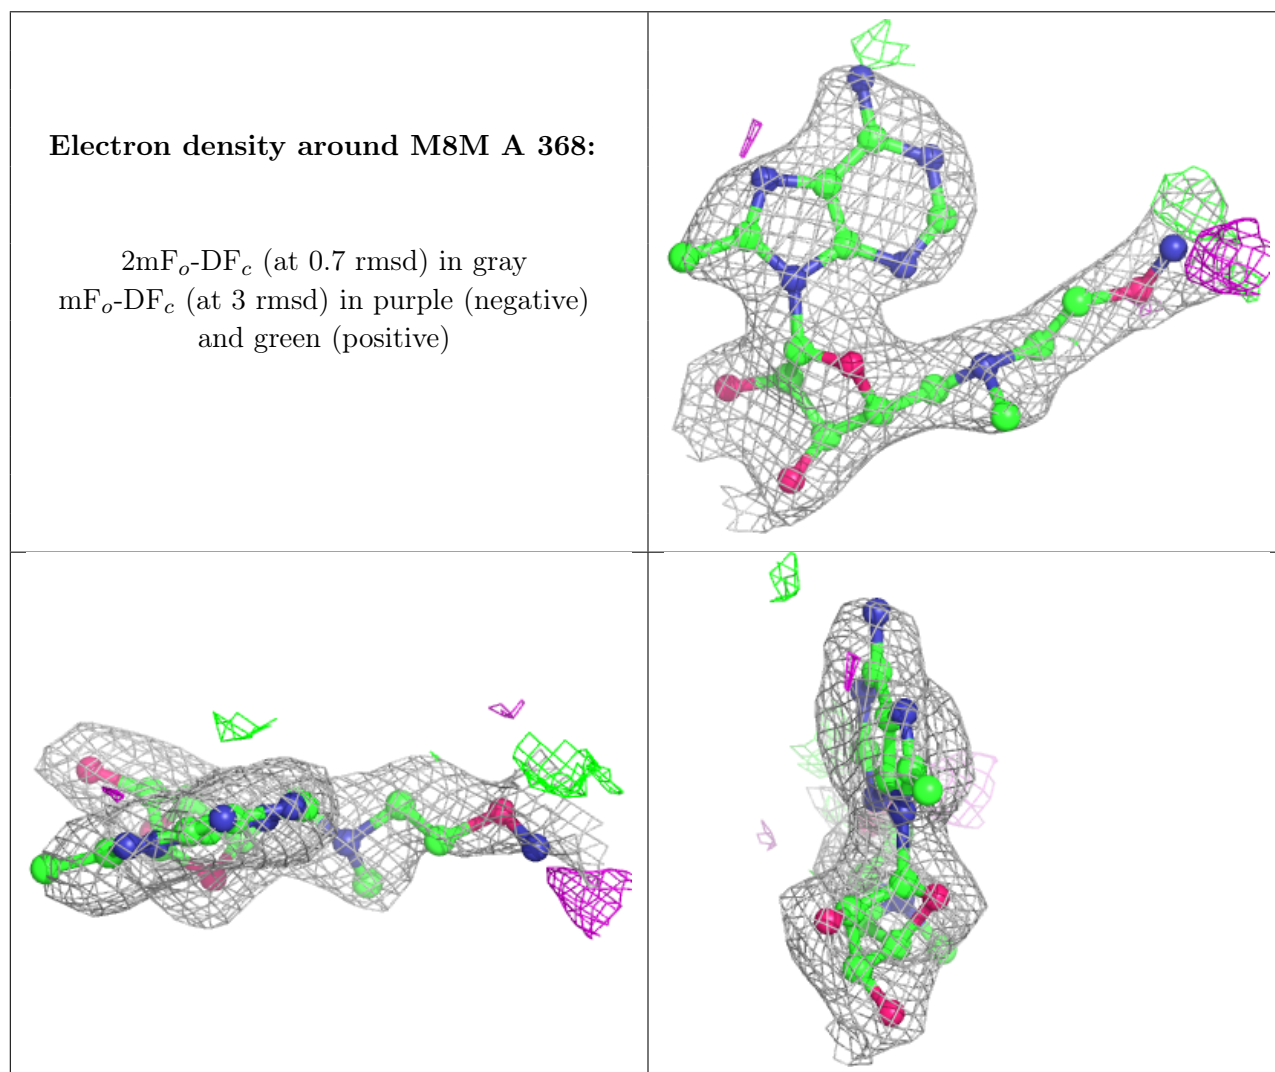 Electron density around M8M A 368:
2mFo-DFc (at 0.7 rmsd) in gray
mFo-DFc (at 3 rmsd) in purple (negative)
and green (positive)